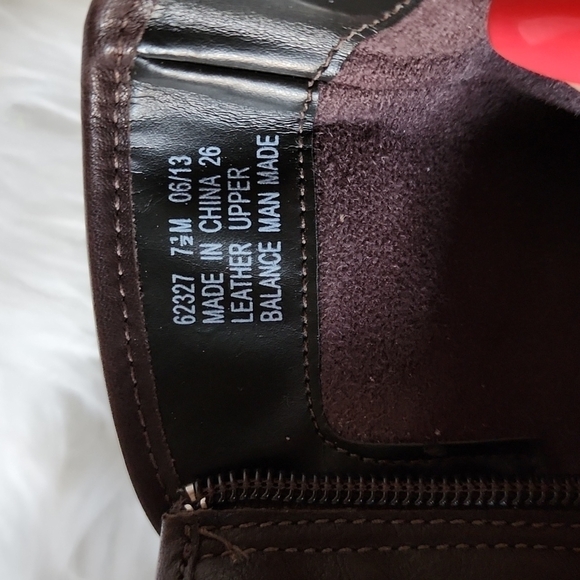 62327 7½M 06/13
MADE IN CHINA 26
LEATHER UPPER
BALANCE MAN MADE